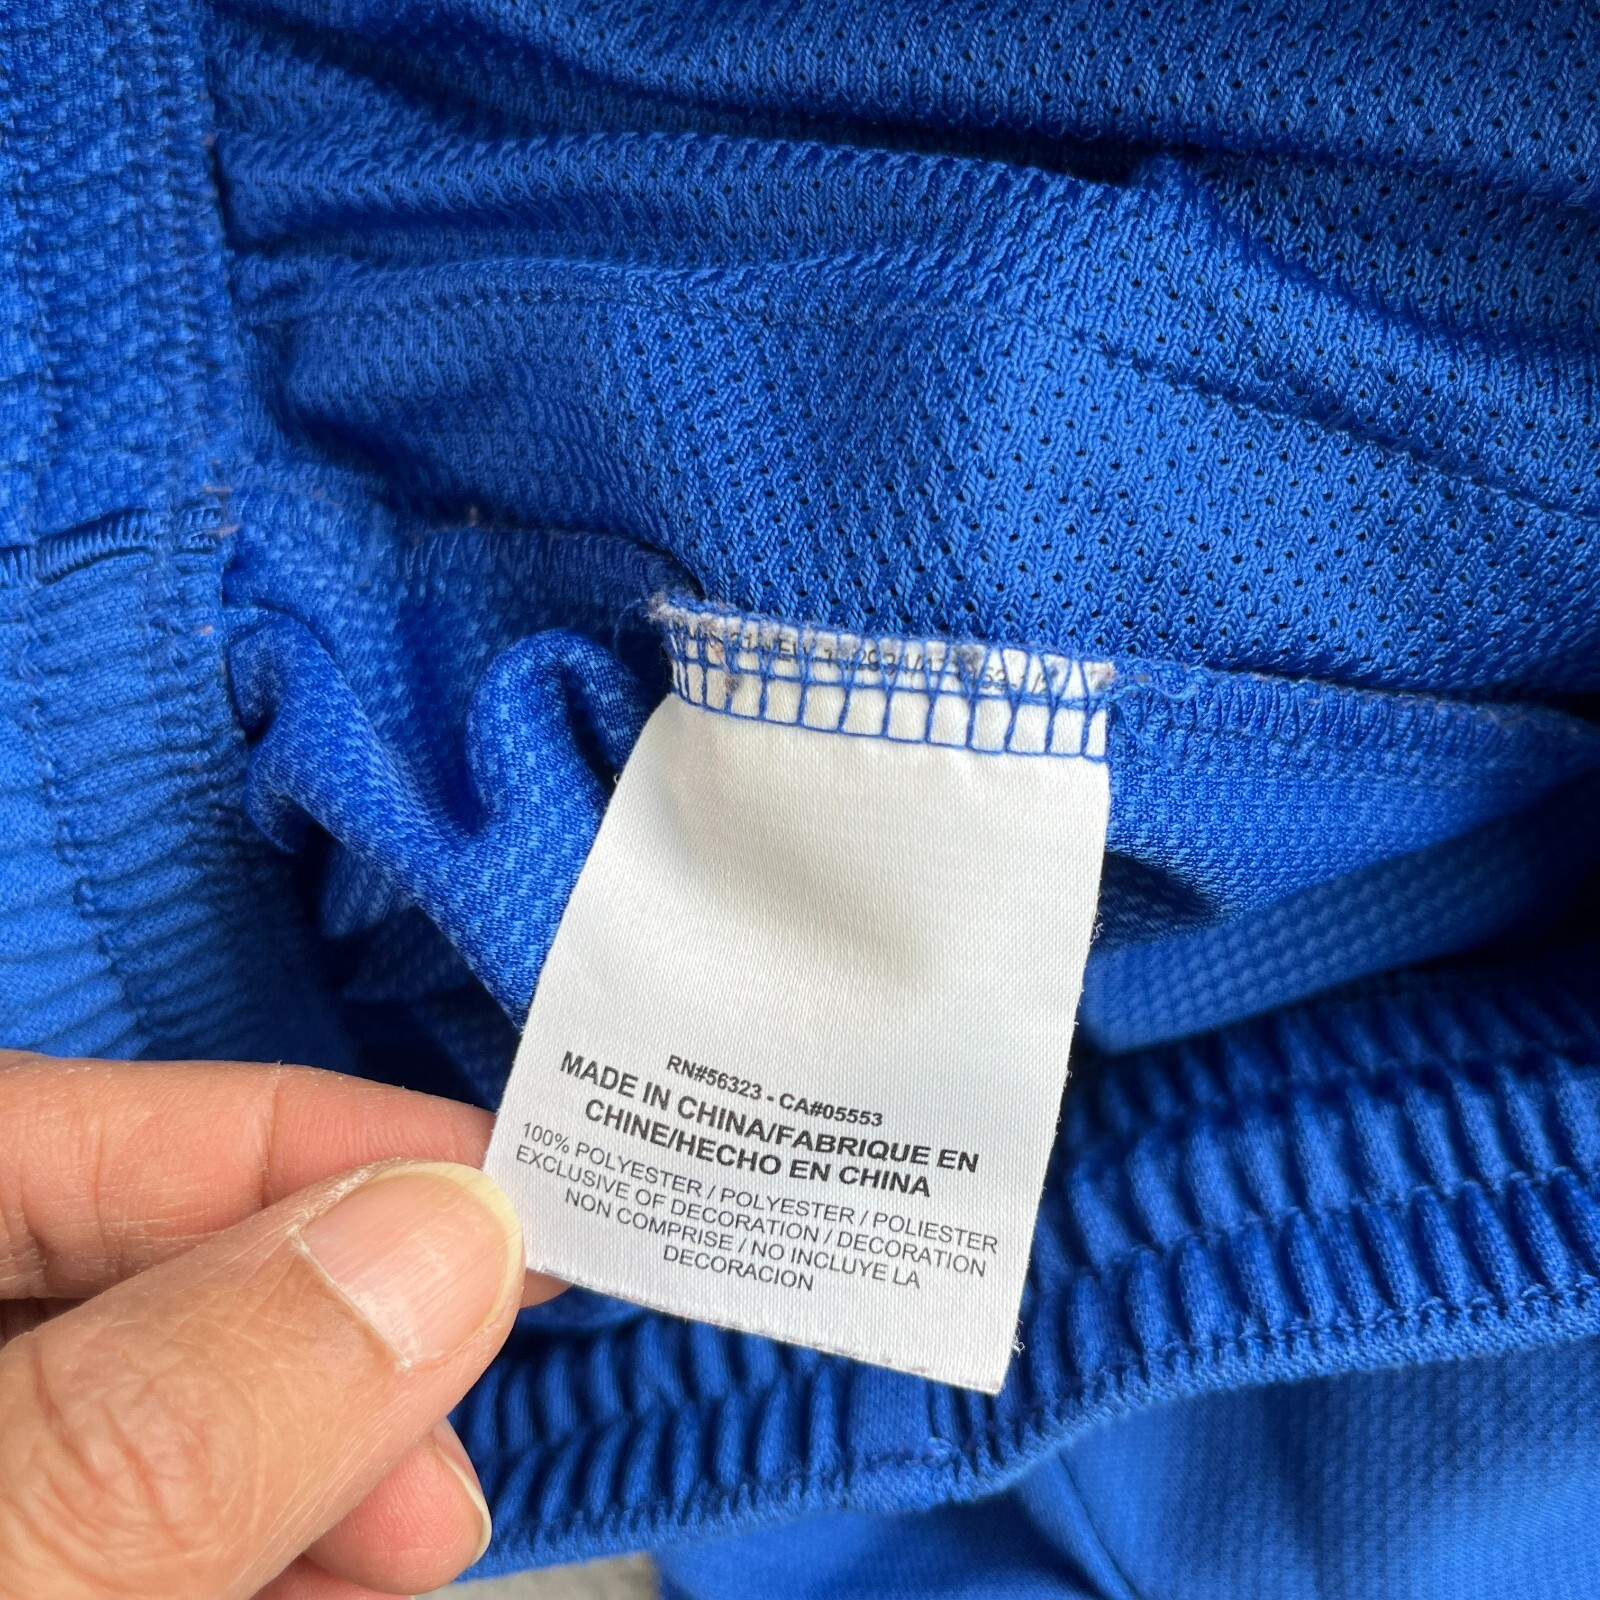 RN#56323 - CA#05553
MADE IN CHINA/FABRIQUE EN
CHINE/HECHO EN CHINA
100% POLYESTER / POLYESTER / POLIESTER
EXCLUSIVE OF DECORATION / DECORATION
NON COMPRISE / NO INCLUYE LA
DECORACION